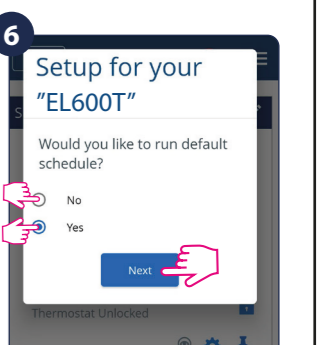 6
Setup for your
"EL600T"
Would you like to run default
schedule?
No
Yes
Next
Thermostat Unlocked